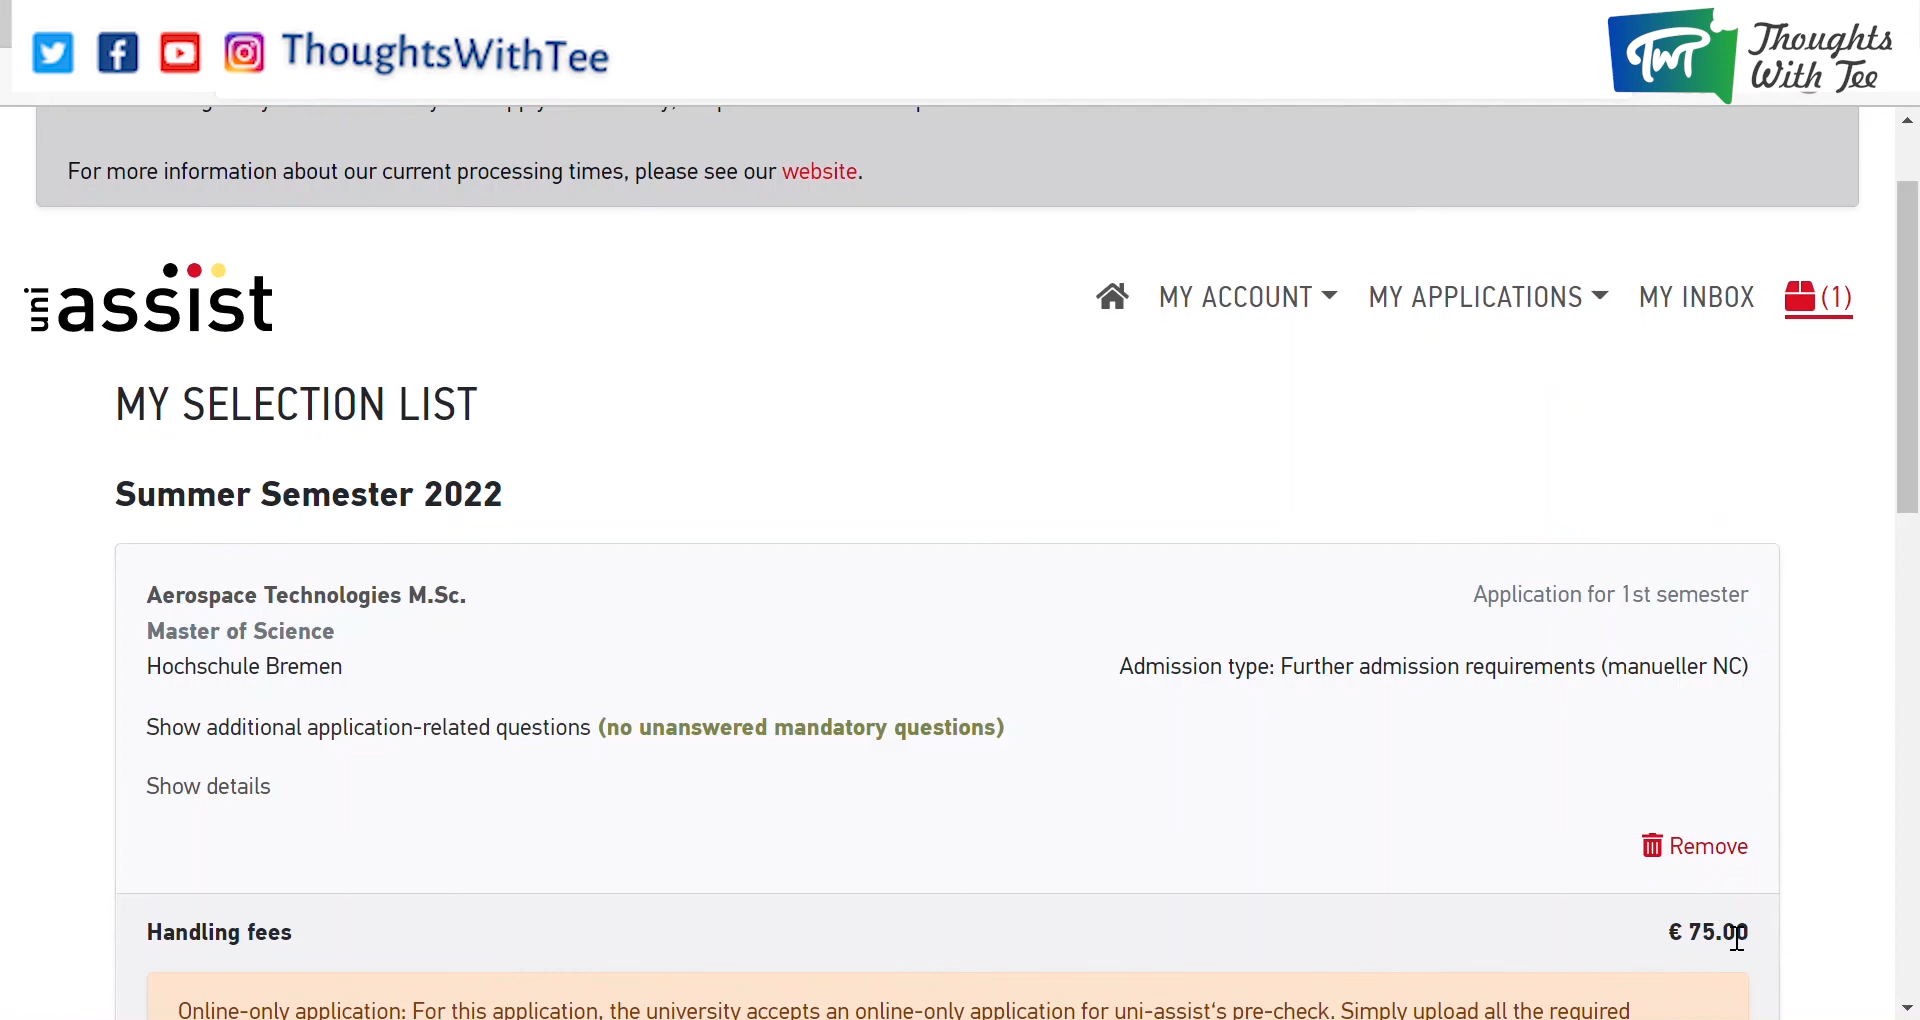 ThoughtsWithTee
TWT
Thoughts
With Tee
For more information about our current processing times, please see our website.
uni assist
MY ACCOUNT
MY APPLICATIONS
MY INBOX
(1)
MY SELECTION LIST
Summer Semester 2022
Aerospace Technologies M.Sc.
Application for 1st semester
Master of Science
Hochschule Bremen
Admission type: Further admission requirements (manueller NC)
Show additional application-related questions (no unanswered mandatory questions)
Show details
Remove
Handling fees
€ 75.00
Online-only application: For this application, the university accepts an online-only application for uni-assist‘s pre-check. Simply upload all the required